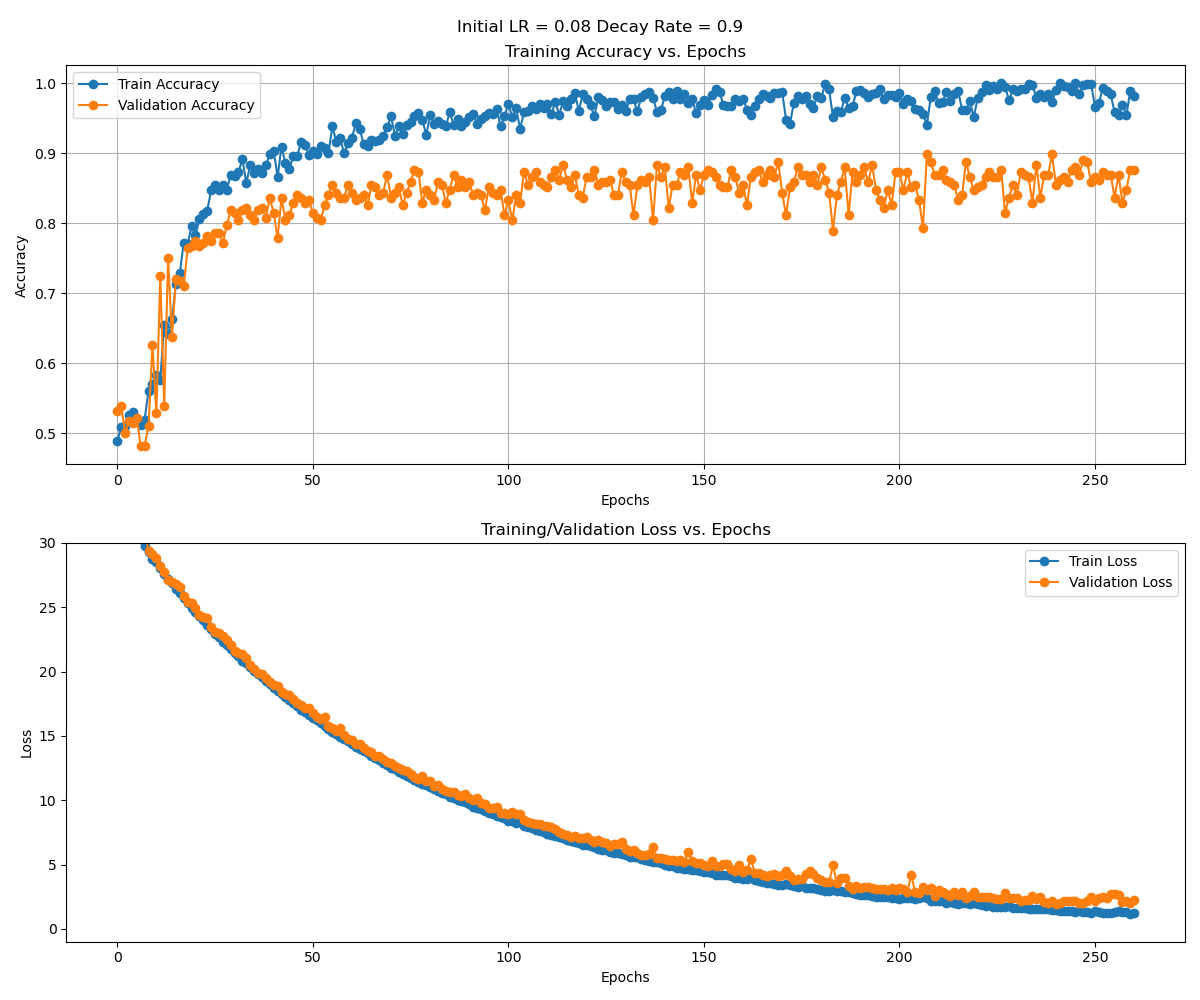 Initial LR = 0.08 Decay Rate = 0.9
Training Accuracy vs. Epochs
Train Accuracy
Validation Accuracy
1.0
0.9
0.8
0.7
0.6
0.5
Accuracy
0 50 100 150 200 250
Epochs
Training/Validation Loss vs. Epochs
Train Loss
Validation Loss
30
25
20
15
10
5
0
Loss
0 50 100 150 200 250
Epochs